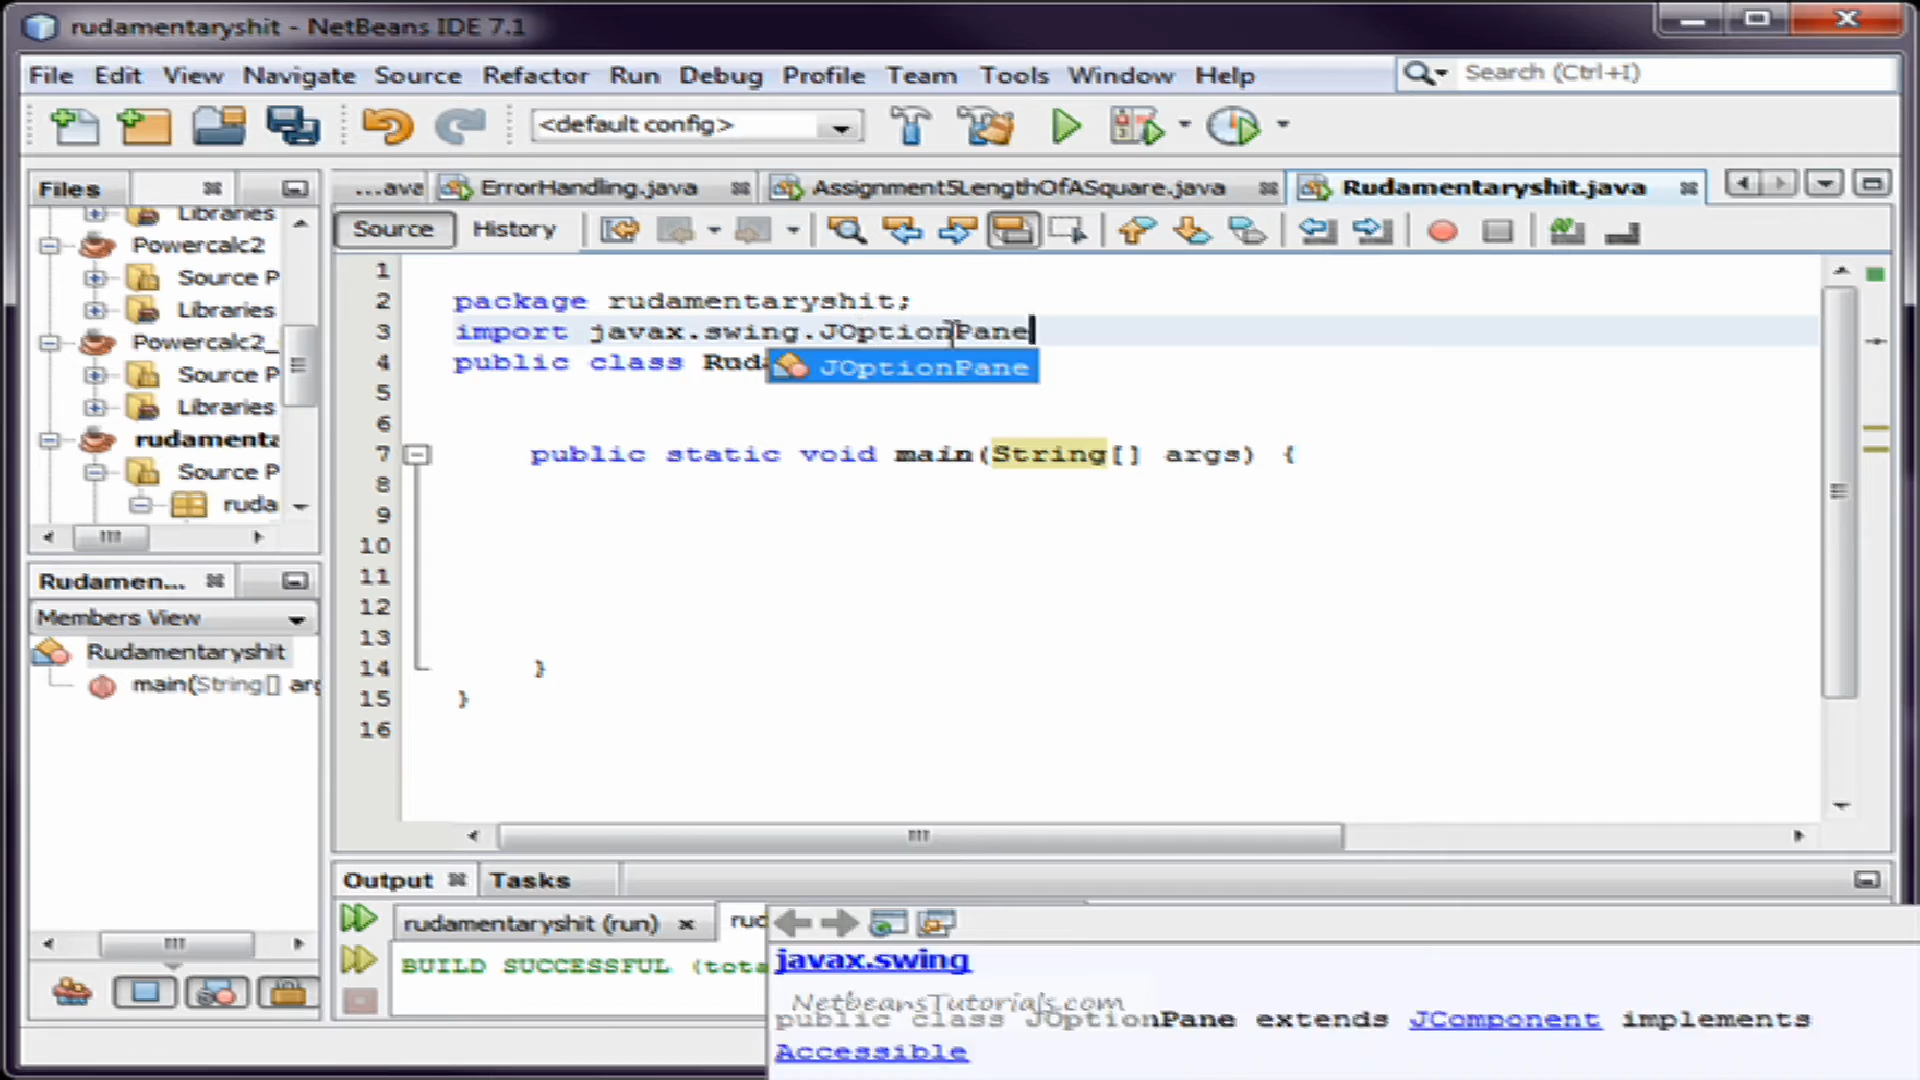 rudamentaryshit - NetBeans IDE 7.1
File Edit View Navigate Source Refactor Run Debug Profile Team Tools Window Help
Search (Ctrl+I)
<default config>
Files
...ava ErrorHandling.java Assignment5LengthOfASquare.java Rudamentaryshit.java
Source History
Libraries
Powercalc2
Source P
Libraries
Powercalc2_
Source P
Libraries
rudamenta
Source P
ruda
1
2 package rudamentaryshit;
3 import javax.swing.JOptionPane
4 public class Ruda
JOptionPane
5
6
7 public static void main(String[] args) {
8
9
10
11
12
13
14 }
15 }
16
Rudamen...
Members View
Rudamentaryshit
main(String[] arg
Output Tasks
rudamentaryshit (run) rud
BUILD SUCCESSFUL (tota
javax.swing
NetbeansTutorials.com
public class JOptionPane extends JComponent implements
Accessible